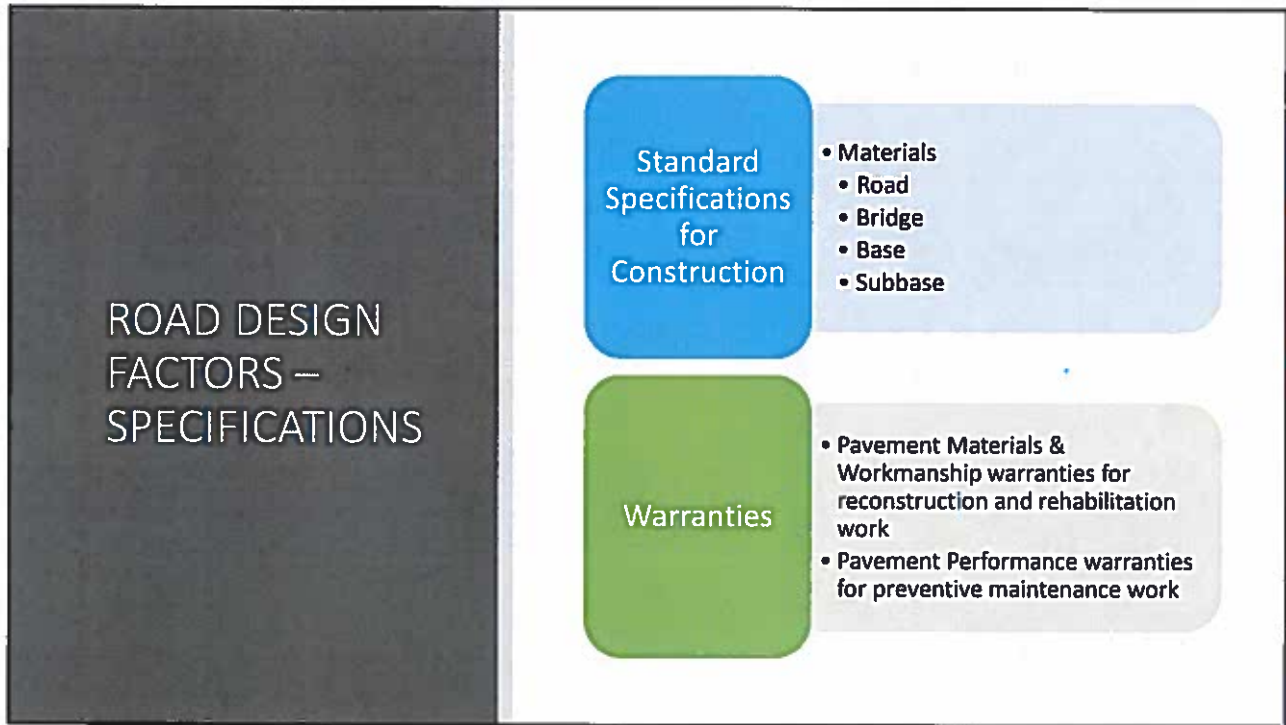 ROAD DESIGN
FACTORS –
SPECIFICATIONS
Standard
Specifications
for
Construction
• Materials
• Road
• Bridge
• Base
• Subbase
Warranties
• Pavement Materials &
Workmanship warranties for
reconstruction and rehabilitation
work
• Pavement Performance warranties
for preventive maintenance work